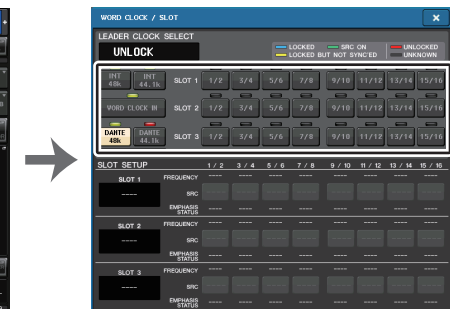 WORD CLOCK / SLOT
LEADER CLOCK SELECT
UNLOCK
LOCKED SRC ON UNLOCKED
LOCKED BUT NOT SYNC'ED UNKNOWN
INT 48k INT 44.1k SLOT 1 1/2 3/4 5/6 7/8 9/10 11/12 13/14 15/16
WORD CLOCK IN SLOT 2 1/2 3/4 5/6 7/8 9/10 11/12 13/14 15/16
DANTE 48k DANTE 44.1k SLOT 3 1/2 3/4 5/6 7/8 9/10 11/12 13/14 15/16
SLOT SETUP 1 / 2 3 / 4 5 / 6 7 / 8 9 / 10 11 / 12 13 / 14 15 / 16
SLOT 1 FREQUENCY ---- ---- ---- ---- ---- ---- ---- ----
---- SRC
EMPHASIS STATUS ---- ---- ---- ---- ---- ---- ---- ----
SLOT 2 FREQUENCY ---- ---- ---- ---- ---- ---- ---- ----
---- SRC
EMPHASIS STATUS ---- ---- ---- ---- ---- ---- ---- ----
SLOT 3 FREQUENCY ---- ---- ---- ---- ---- ---- ---- ----
---- SRC
EMPHASIS STATUS ---- ---- ---- ---- ---- ---- ---- ----